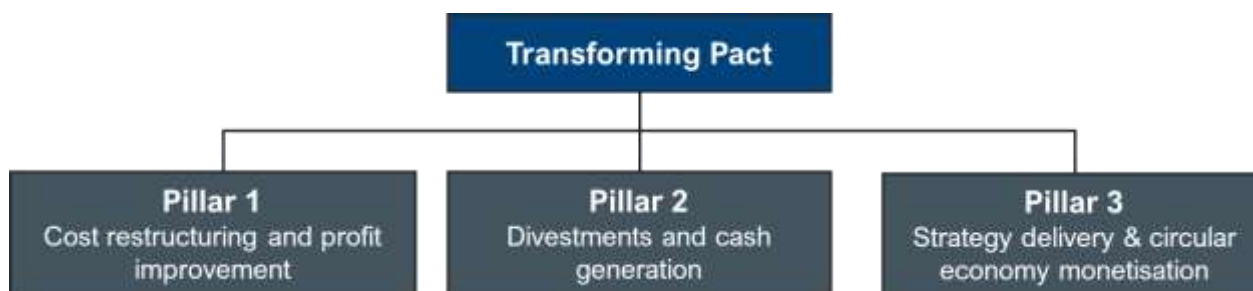 Transforming Pact
Pillar 1
Cost restructuring and profit
improvement
Pillar 2
Divestments and cash
generation
Pillar 3
Strategy delivery & circular
economy monetisation